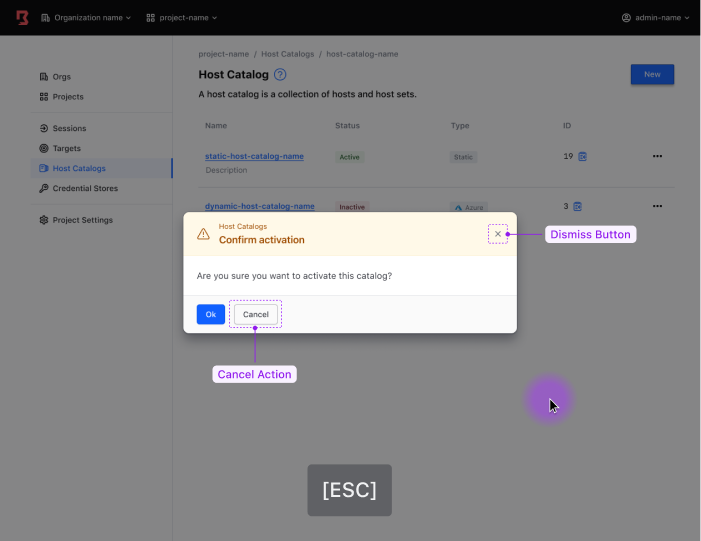 Organization name
project-name
admin-name
project-name / Host Catalogs / host-catalog-name
Orgs
Projects
Sessions
Targets
Host Catalogs
Credential Stores
Project Settings
Host Catalog
New
A host catalog is a collection of hosts and host sets.
Name Status Type ID
static-host-catalog-name Active Static 19
Description
dynamic-host-catalog-name Inactive Azure 3
Host Catalogs
Confirm activation
Dismiss Button
Are you sure you want to activate this catalog?
Ok Cancel
Cancel Action
[ESC]